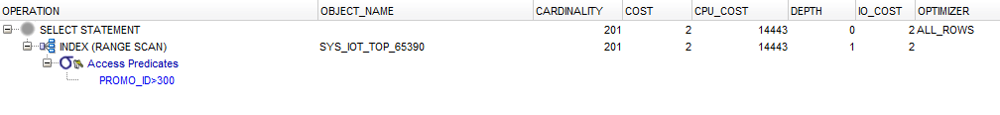 OPERATION OBJECT_NAME CARDINALITY COST CPU_COST DEPTH IO_COST OPTIMIZER
SELECT STATEMENT 201 2 14443 0 2 ALL_ROWS
INDEX (RANGE SCAN) SYS_IOT_TOP_65390 201 2 14443 1 2
Access Predicates
PROMO_ID>300